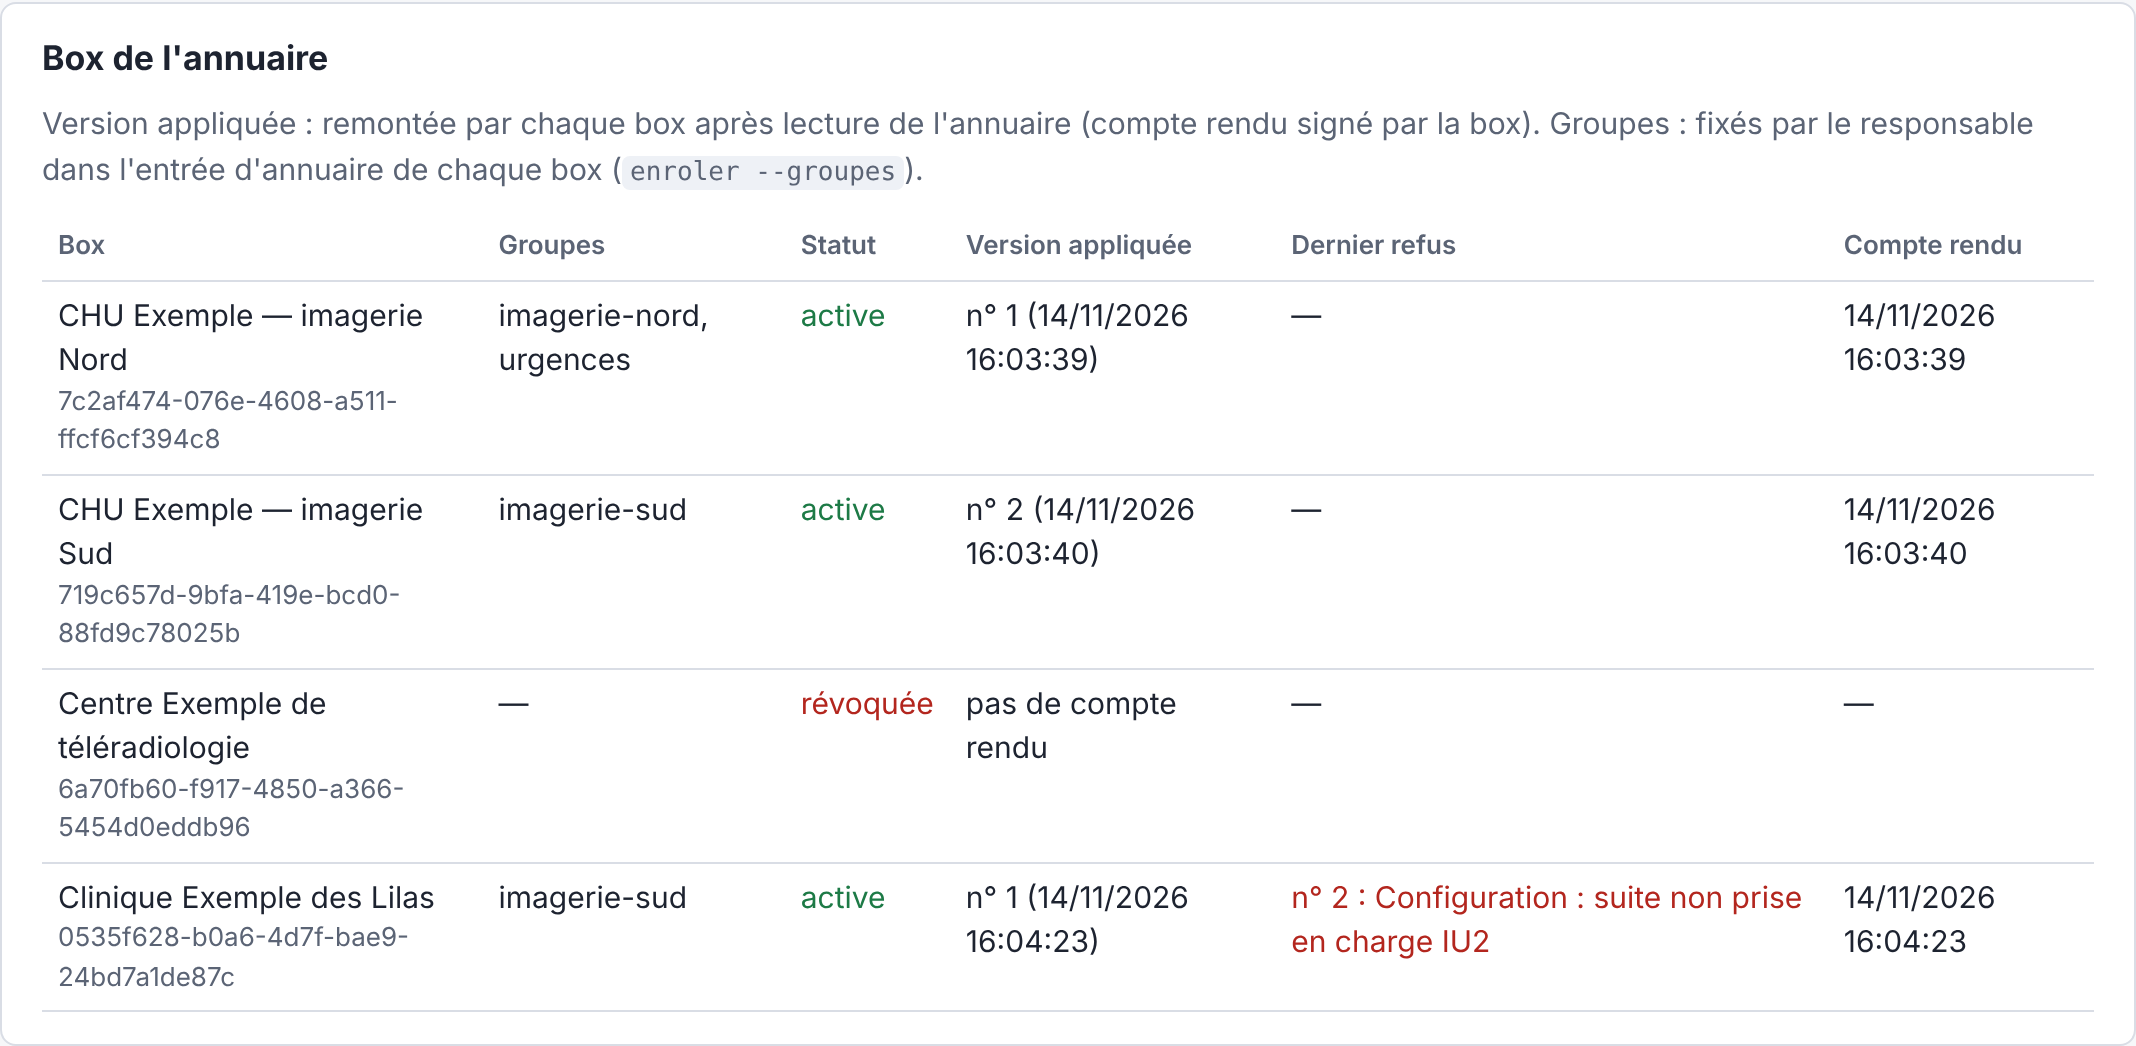 Box de l'annuaire
Version appliquée : remontée par chaque box après lecture de l'annuaire (compte rendu signé par la box). Groupes : fixés par le responsable
dans l'entrée d'annuaire de chaque box (enroler --groupes).
Box Groupes Statut Version appliquée Dernier refus Compte rendu
CHU Exemple — imagerie imagerie-nord, active n° 1 (14/11/2026 — 14/11/2026
Nord urgences 16:03:39) 16:03:39
7c2af474-076e-4608-a511-
ffcf6cf394c8
CHU Exemple — imagerie imagerie-sud active n° 2 (14/11/2026 — 14/11/2026
Sud 16:03:40) 16:03:40
719c657d-9bfa-419e-bcd0-
88fd9c78025b
Centre Exemple de — révoquée pas de compte — —
téléradiologie rendu
6a70fb60-f917-4850-a366-
5454d0eddb96
Clinique Exemple des Lilas imagerie-sud active n° 1 (14/11/2026 n° 2 : Configuration : suite non prise 14/11/2026
0535f628-b0a6-4d7f-bae9- 16:04:23) en charge IU2 16:04:23
24bd7a1de87c